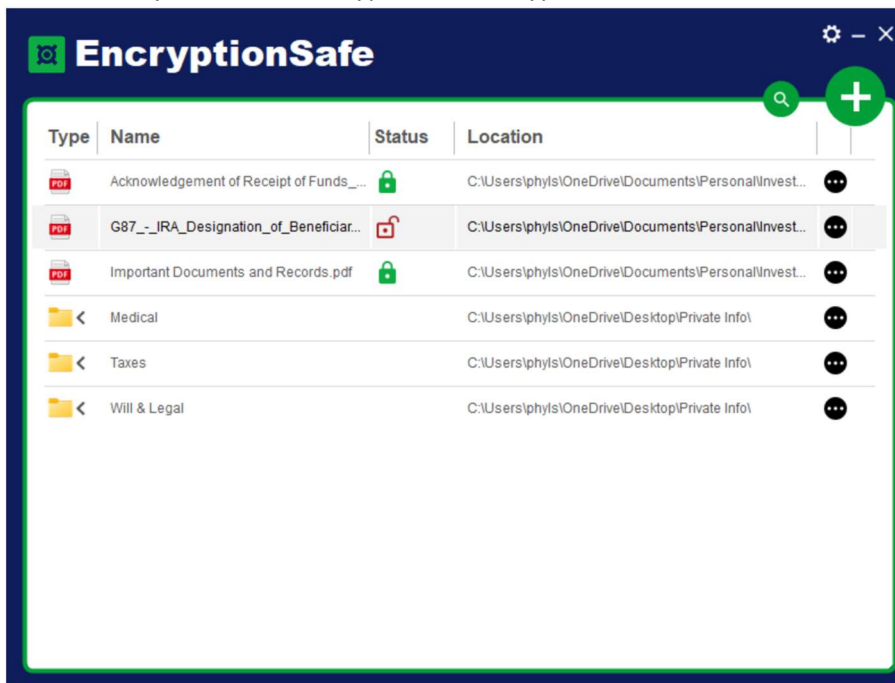 EncryptionSafe
Type Name Status Location
PDF Acknowledgement of Receipt of Funds_... C:\Users\phyls\OneDrive\Documents\Personal\Invest...
PDF G87_-_IRA_Designation_of_Beneficiar... C:\Users\phyls\OneDrive\Documents\Personal\Invest...
PDF Important Documents and Records.pdf C:\Users\phyls\OneDrive\Documents\Personal\Invest...
Medical C:\Users\phyls\OneDrive\Desktop\Private Info\
Taxes C:\Users\phyls\OneDrive\Desktop\Private Info\
Will & Legal C:\Users\phyls\OneDrive\Desktop\Private Info\